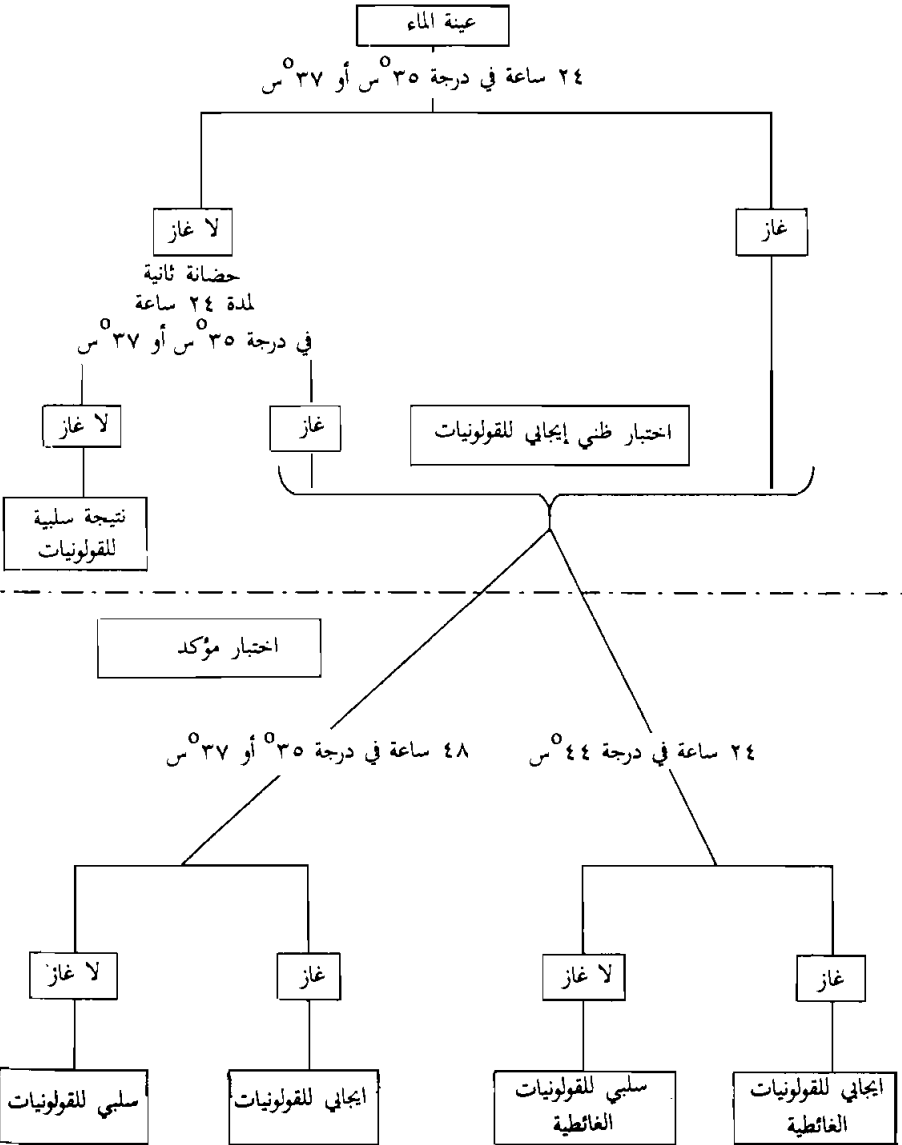 عينة الماء
٢٤ ساعة في درجة ٣٥°س أو ٣٧°س
غاز
لا غاز
حضانة ثانية
لمدة ٢٤ ساعة
في درجة ٣٥°س أو ٣٧°س
اختبار ظني إيجابي للقولونيات
غاز
لا غاز
نتيجة سلبية
للقولونيات
اختبار مؤكد
٢٤ ساعة في درجة ٤٤°س
٤٨ ساعة في درجة ٣٥° أو ٣٧°س
غاز
لا غاز
غاز
لا غاز
ايجابي للقولونيات
الغائطية
سلبي للقولونيات
الغائطية
ايجابي للقولونيات
سلبي للقولونيات